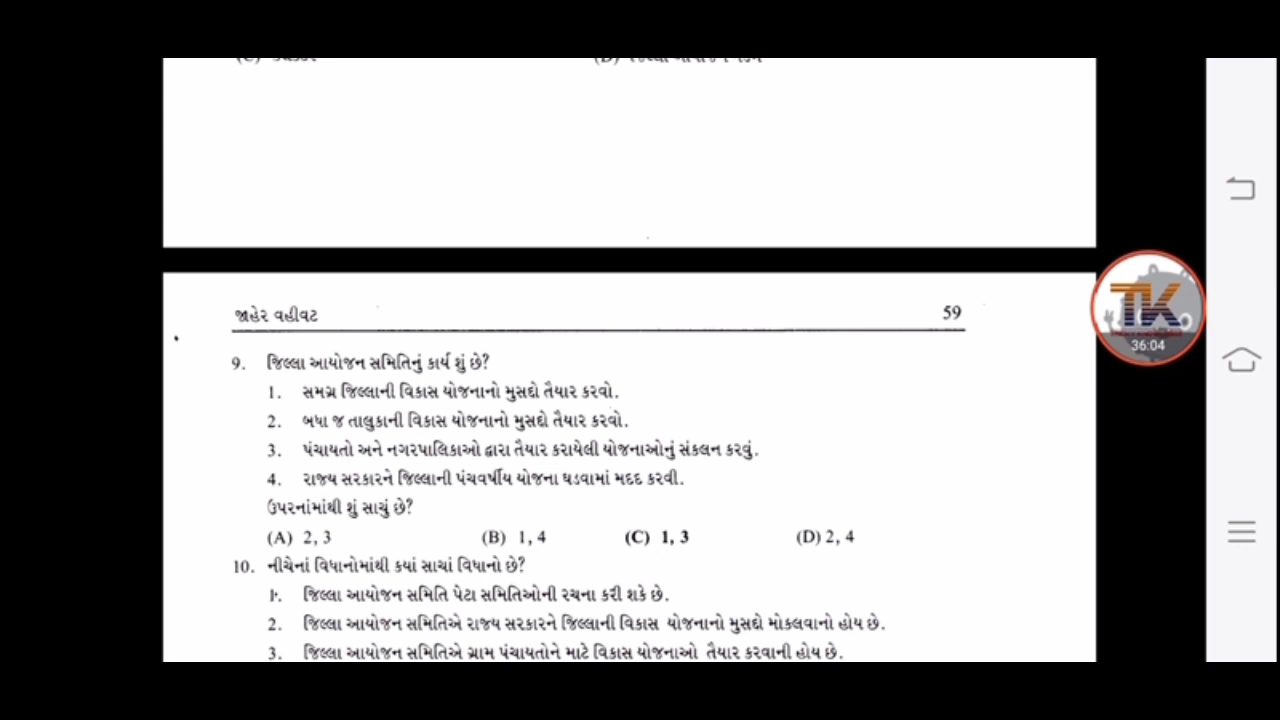 જાહેર વહીવટ 59
9. જિલ્લા આયોજન સમિતિનું કાર્ય શું છે?
1. સમગ્ર જિલ્લાની વિકાસ યોજનાનો મુસદ્દો તૈયાર કરવો.
2. બધા જ તાલુકાની વિકાસ યોજનાનો મુસદ્દો તૈયાર કરવો.
3. પંચાયતો અને નગરપાલિકાઓ દ્વારા તૈયાર કરાયેલી યોજનાઓનું સંકલન કરવું.
4. રાજ્ય સરકારને જિલ્લાની પંચવર્ષીય યોજના ઘડવામાં મદદ કરવી.
ઉપરનાંમાંથી શું સાચું છે?
(A) 2, 3 (B) 1, 4 (C) 1, 3 (D) 2, 4
10. નીચેનાં વિધાનોમાંથી કયાં સાચાં વિધાનો છે?
1. જિલ્લા આયોજન સમિતિ પેટા સમિતિઓની રચના કરી શકે છે.
2. જિલ્લા આયોજન સમિતિએ રાજ્ય સરકારને જિલ્લાની વિકાસ યોજનાનો મુસદ્દો મોકલવાનો હોય છે.
3. જિલ્લા આયોજન સમિતિએ ગ્રામ પંચાયતોને માટે વિકાસ યોજનાઓ તૈયાર કરવાની હોય છે.
TK
36:04